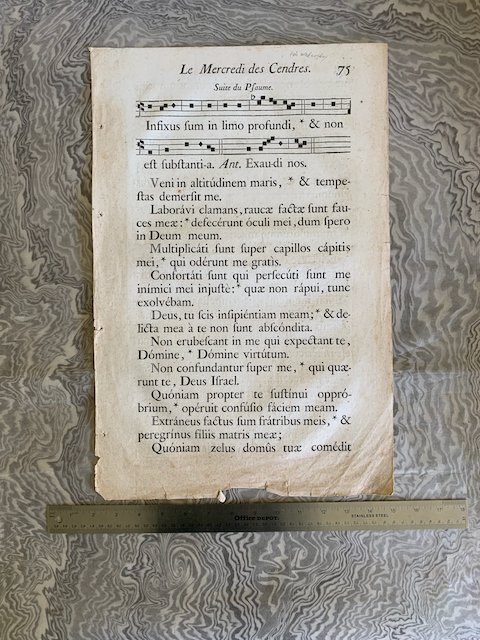 Le Mercredi des Cendres. 75
Suite du Pſaume.
Infixus ſum in limo profundi, * & non
eſt ſubſtanti-a. Ant. Exau-di nos.
Veni in altitúdinem maris, * & tempe-
ſtas demerſit me.
Laborávi clamans, raucæ factæ ſunt fau-
ces meæ: * defecérunt óculi mei, dum ſpero
in Deum meum.
Multiplicáti ſunt ſuper capillos cápitis
mei, * qui odérunt me gratis.
Confortáti ſunt qui perſecúti ſunt me
inímici mei injuſtè: * quæ non rápui, tunc
exolvébam.
Deus, tu ſcis inſipiéntiam meam; * & de-
licta mea à te non ſunt abſcóndita.
Non erubeſcant in me qui expectant te,
Dómine, * Dómine virtútum.
Non confundantur ſuper me, * qui quæ-
runt te, Deus Iſrael.
Quóniam propter te ſuſtínui oppró-
brium, * opéruit confúſio fáciem meam.
Extráneus factus ſum frátribus meis, * &
peregrínus fíliis matris meæ;
Quóniam zelus domûs tuæ comédit
Office DEPOT.
STAINLESS STEEL